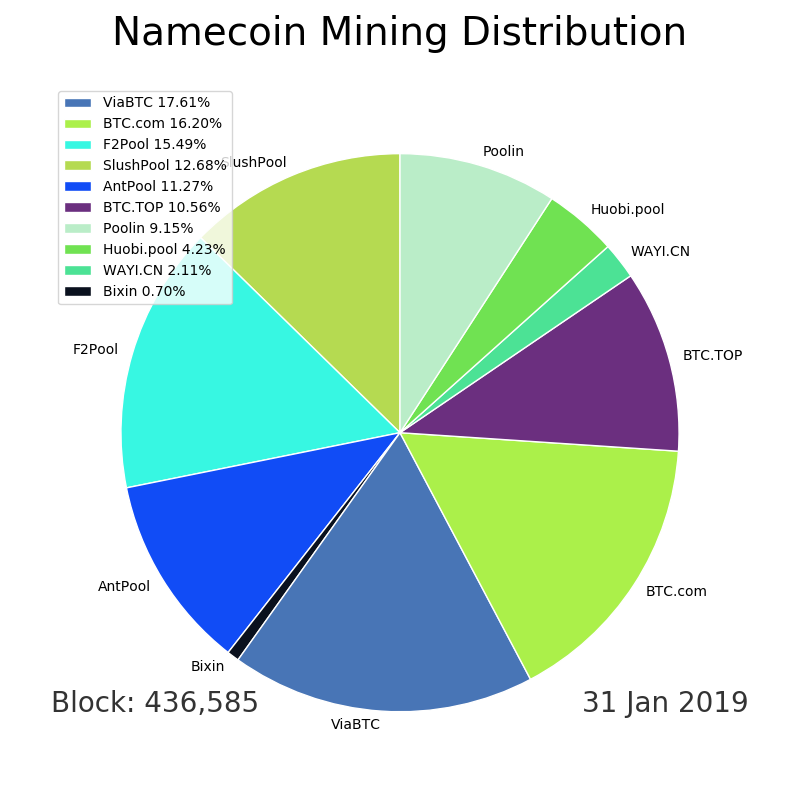 Namecoin Mining Distribution
ViaBTC 17.61%
BTC.com 16.20%
F2Pool 15.49%
SlushPool 12.68%
AntPool 11.27%
BTC.TOP 10.56%
Poolin 9.15%
Huobi.pool 4.23%
WAYI.CN 2.11%
Bixin 0.70%
SlushPool
Poolin
Huobi.pool
WAYI.CN
F2Pool
BTC.TOP
AntPool
BTC.com
Bixin
ViaBTC
Block: 436,585
31 Jan 2019